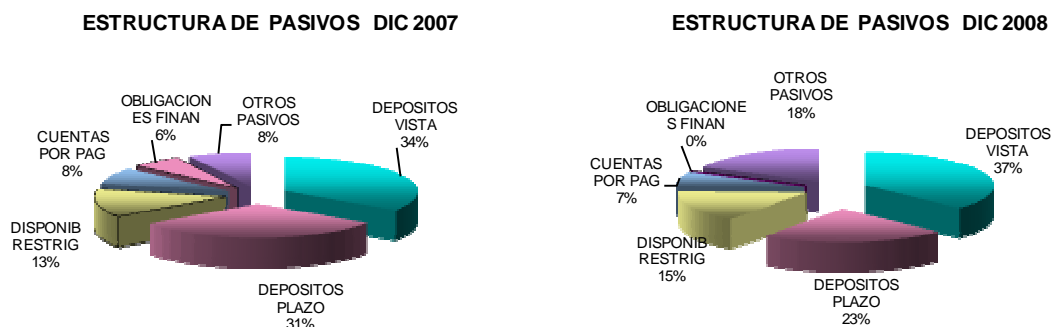 ESTRUCTURA DE PASIVOS DIC 2007
OBLIGACION
ES FINAN
6%
OTROS
PASIVOS
8%
DEPOSITOS
VISTA
34%
CUENTAS
POR PAG
8%
DISPONIB
RESTRIG
13%
DEPOSITOS
PLAZO
31%
ESTRUCTURA DE PASIVOS DIC 2008
OTROS
PASIVOS
18%
OBLIGACIONE
S FINAN
0%
DEPOSITOS
VISTA
37%
CUENTAS
POR PAG
7%
DISPONIB
RESTRIG
15%
DEPOSITOS
PLAZO
23%